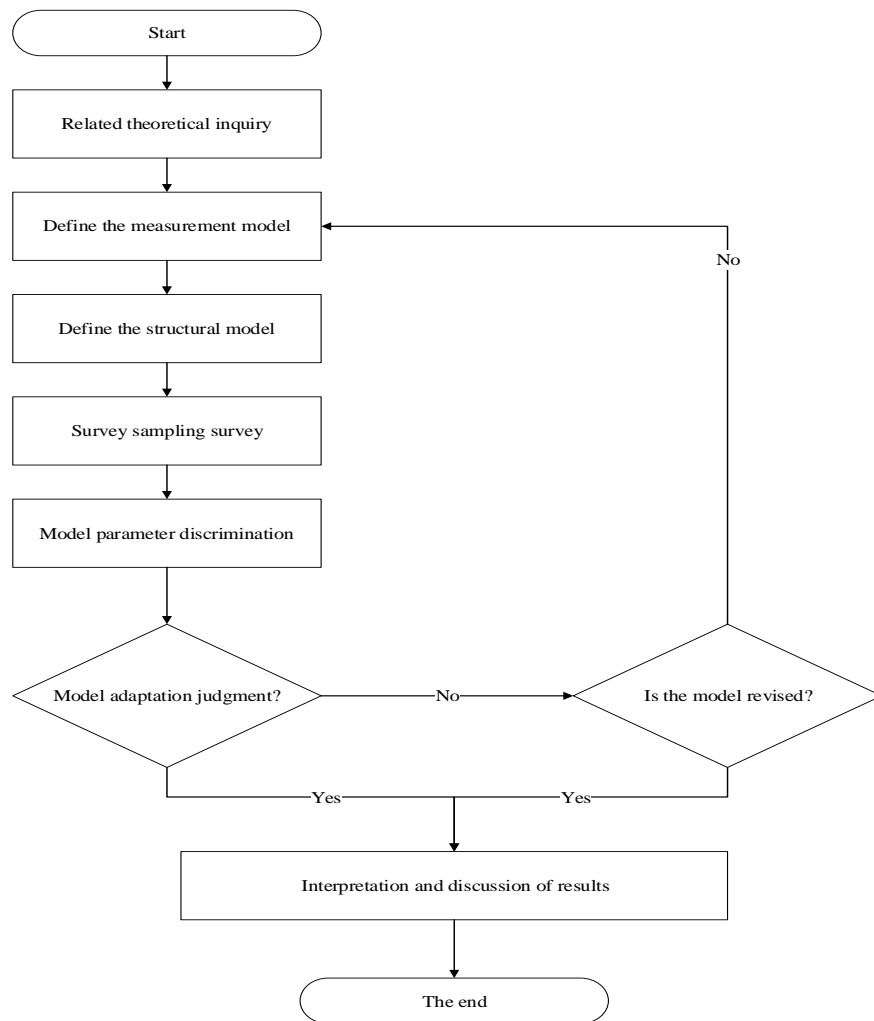 Start
Related theoretical inquiry
Define the measurement model
No
Define the structural model
Survey sampling survey
Model parameter discrimination
Model adaptation judgment?
No
Is the model revised?
Yes
Yes
Interpretation and discussion of results
The end